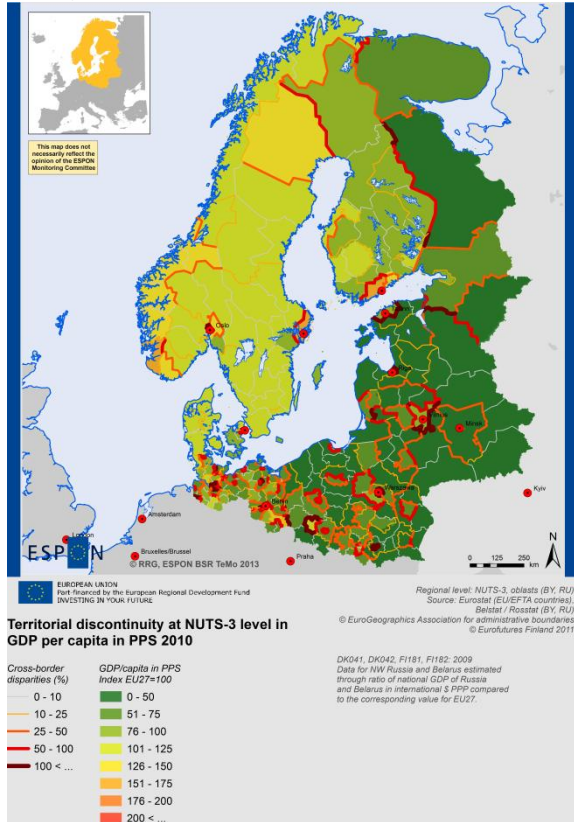 This map does not
necessarily reflect the
opinion of the ESPON
Monitoring Committee
Oslo
Minsk
Kyiv
Berlin
Amsterdam
London
Bruxelles/Brussel
Praha
ESPON
© RRG, ESPON BSR TeMo 2013
N
0 125 250
km
EUROPEAN UNION
Part-financed by the European Regional Development Fund
INVESTING IN YOUR FUTURE
Regional level: NUTS-3, oblasts (BY, RU)
Source: Eurostat (EU/EFTA countries),
Belstat / Rosstat (BY, RU)
© EuroGeographics Association for administrative boundaries
© Eurofutures Finland 2011
Territorial discontinuity at NUTS-3 level in
GDP per capita in PPS 2010
DK041, DK042, FI181, FI182: 2009
Data for NW Russia and Belarus estimated
through ratio of national GDP of Russia
and Belarus in international $ PPP compared
to the corresponding value for EU27.
Cross-border
disparities (%)
0 - 10
10 - 25
25 - 50
50 - 100
100 < ...
GDP/capita in PPS
Index EU27=100
0 - 50
51 - 75
76 - 100
101 - 125
126 - 150
151 - 175
176 - 200
200 < ...